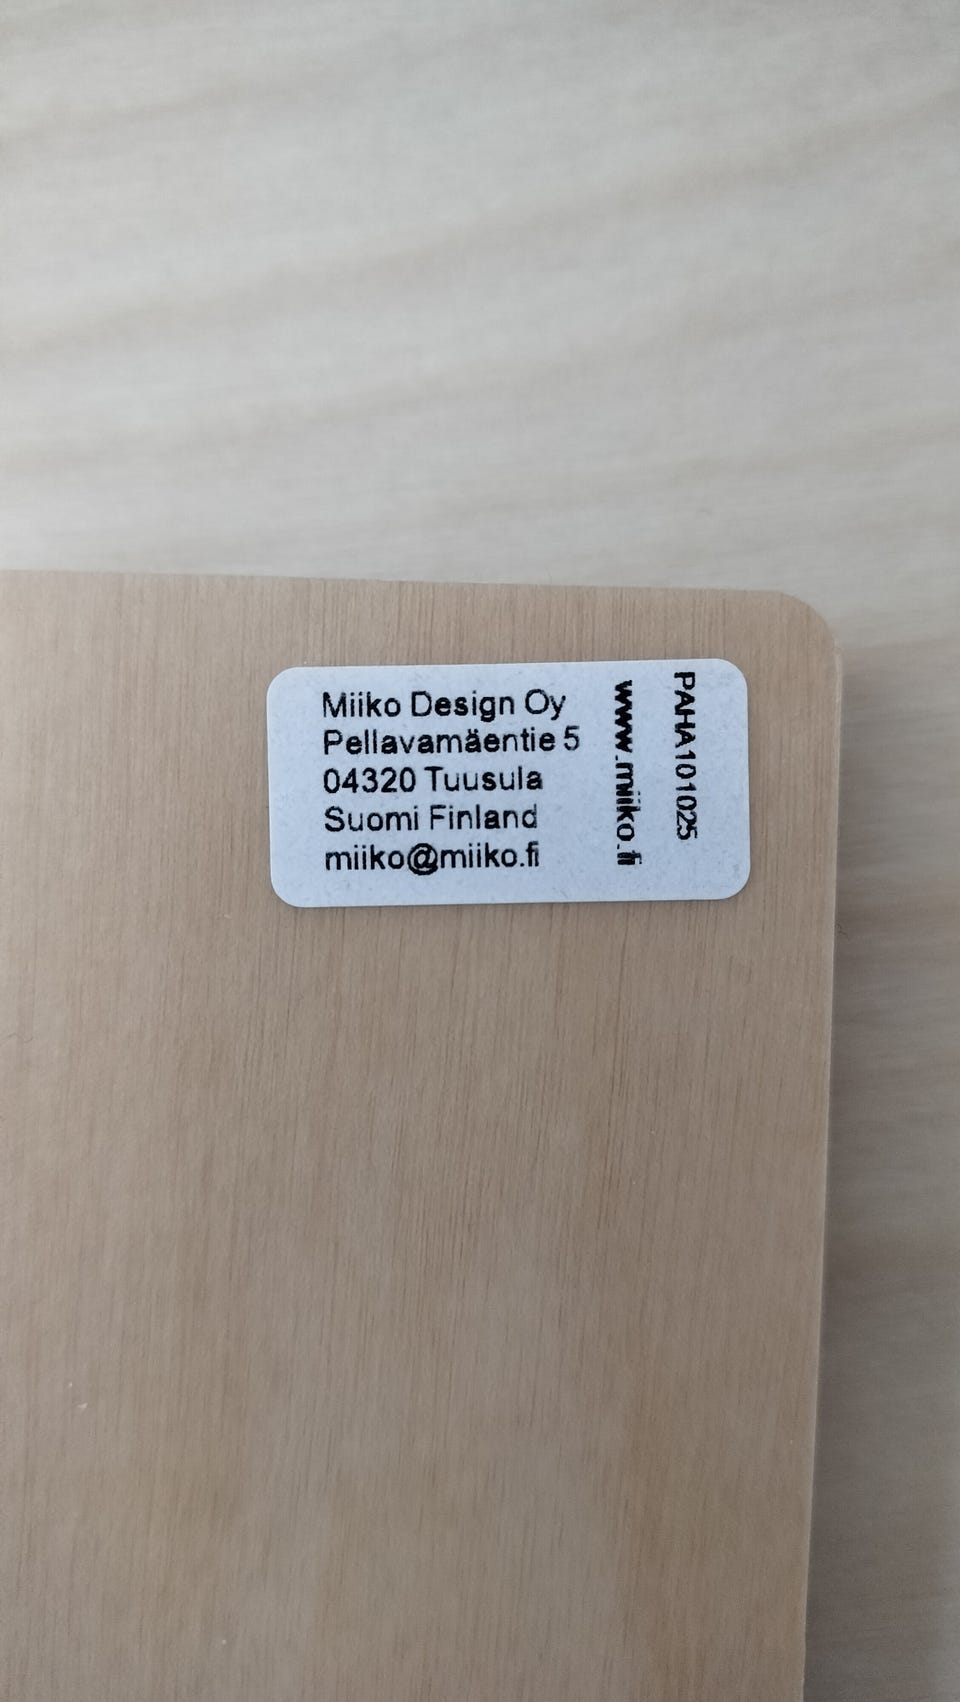 Miiko Design Oy
Pellavamäentie 5
04320 Tuusula
Suomi Finland
miiko@miiko.fi
www.miiko.fi
PAHA101025